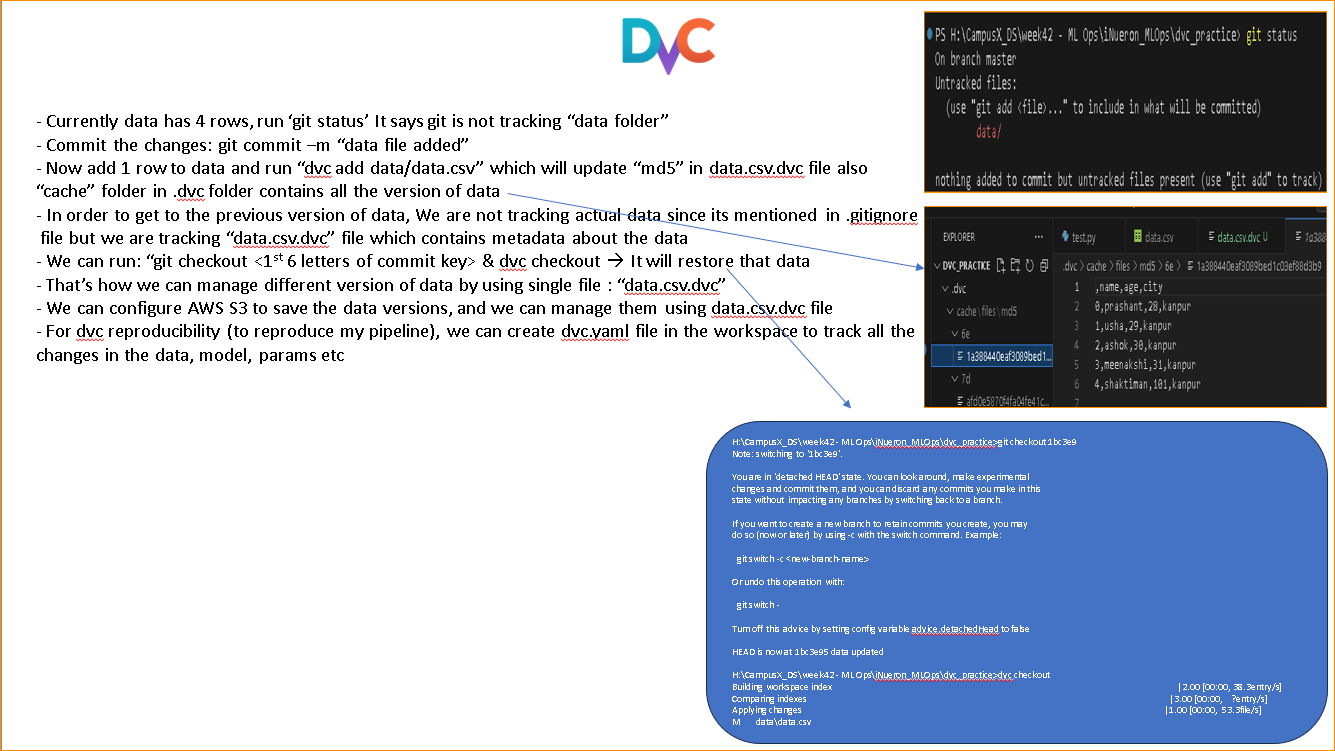 DVC
- Currently data has 4 rows, run ‘git status’ It says git is not tracking “data folder”
- Commit the changes: git commit –m “data file added”
- Now add 1 row to data and run “dvc add data/data.csv” which will update “md5” in data.csv.dvc file also
“cache” folder in .dvc folder contains all the version of data
- In order to get to the previous version of data, We are not tracking actual data since its mentioned in .gitignore
file but we are tracking “data.csv.dvc” file which contains metadata about the data
- We can run: “git checkout <1st 6 letters of commit key> & dvc checkout → It will restore that data
- That’s how we can manage different version of data by using single file : “data.csv.dvc”
- We can configure AWS S3 to save the data versions, and we can manage them using data.csv.dvc file
- For dvc reproducibility (to reproduce my pipeline), we can create dvc.yaml file in the workspace to track all the
changes in the data, model, params etc
PS H:\CampusX_DS\week42 - ML Ops\iNueron_MLOps\dvc_practice> git status
On branch master
Untracked files:
(use "git add <file>..." to include in what will be committed)
data/
nothing added to commit but untracked files present (use "git add" to track)
EXPLORER ...
test.py data.csv data.csv.dvc U 1a388
DVC_PRACTICE
.dvc > cache > files > md5 > 6e > 1a388440eaf3089bed1c03ef88d3b9
.dvc
cache\files\md5
6e
1a388440eaf3089bed1...
7d
afd0e5870f4fa04fe41c...
1 ,name,age,city
2 0,prashant,28,kanpur
3 1,usha,29,kanpur
4 2,ashok,30,kanpur
5 3,meenakshi,31,kanpur
6 4,shaktiman,101,kanpur
7
H:\CampusX_DS\week42 - ML Ops\iNueron_MLOps\dvc_practice>git checkout 1bc3e9
Note: switching to '1bc3e9'.
You are in 'detached HEAD' state. You can look around, make experimental
changes and commit them, and you can discard any commits you make in this
state without impacting any branches by switching back to a branch.
If you want to create a new branch to retain commits you create, you may
do so (now or later) by using -c with the switch command. Example:
git switch -c <new-branch-name>
Or undo this operation with:
git switch -
Turn off this advice by setting config variable advice.detachedHead to false
HEAD is now at 1bc3e95 data updated
H:\CampusX_DS\week42 - ML Ops\iNueron_MLOps\dvc_practice>dvc checkout
Building workspace index |2.00 [00:00, 38.3entry/s]
Comparing indexes |3.00 [00:00, ?entry/s]
Applying changes |1.00 [00:00, 53.3file/s]
M data\data.csv